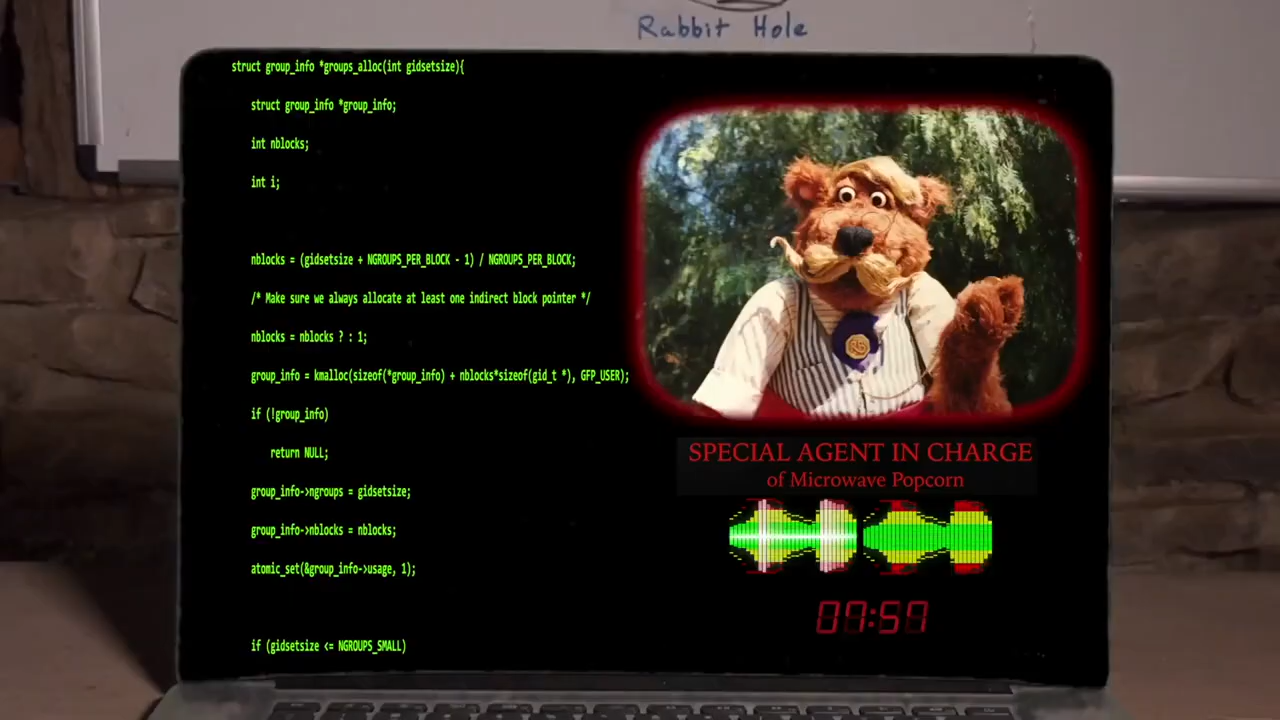 Rabbit Hole
struct group_info *groups_alloc(int gidsetsize){
struct group_info *group_info;
int nblocks;
int i;
nblocks = (gidsetsize + NGROUPS_PER_BLOCK - 1) / NGROUPS_PER_BLOCK;
/* Make sure we always allocate at least one indirect block pointer */
nblocks = nblocks ? : 1;
group_info = kmalloc(sizeof(*group_info) + nblocks*sizeof(gid_t *), GFP_USER);
if (!group_info)
return NULL;
group_info->ngroups = gidsetsize;
group_info->nblocks = nblocks;
atomic_set(&group_info->usage, 1);
if (gidsetsize <= NGROUPS_SMALL)
RB
SPECIAL AGENT IN CHARGE
of Microwave Popcorn
07:57